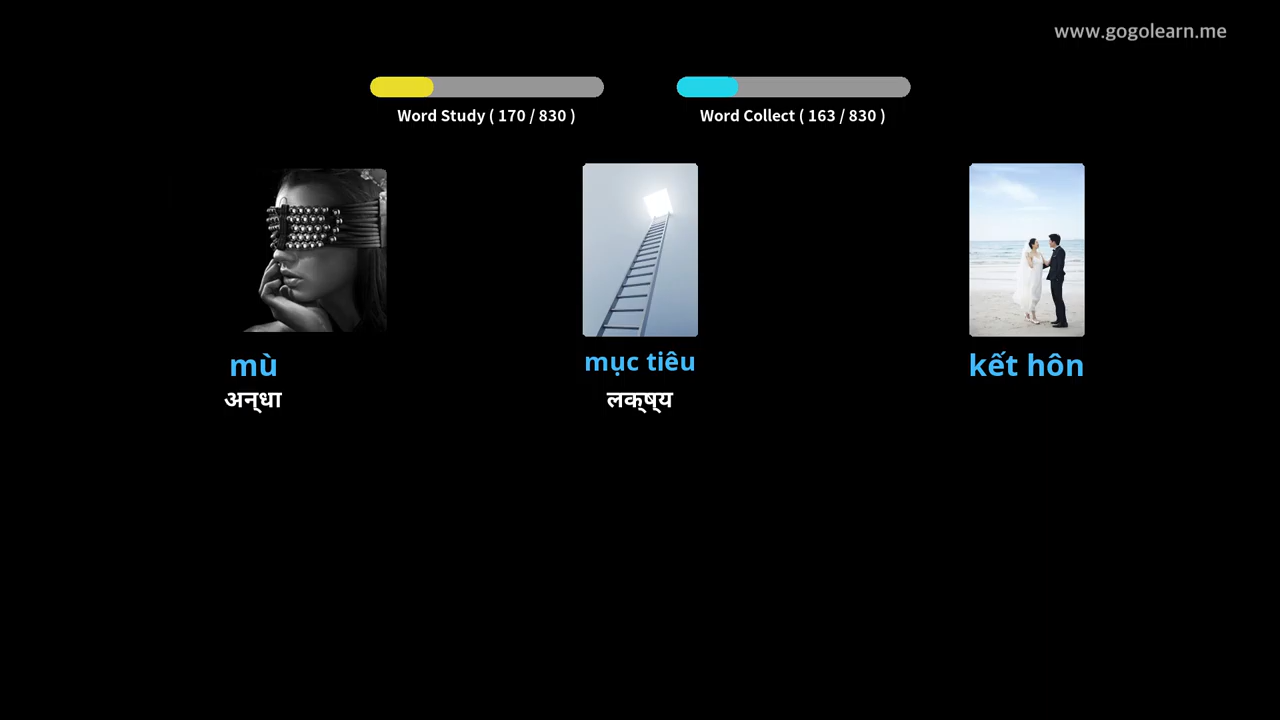 www.gogolearn.me
Word Study ( 170 / 830 )
Word Collect ( 163 / 830 )
mù
mục tiêu
kết hôn
अन्धा
लक्ष्य